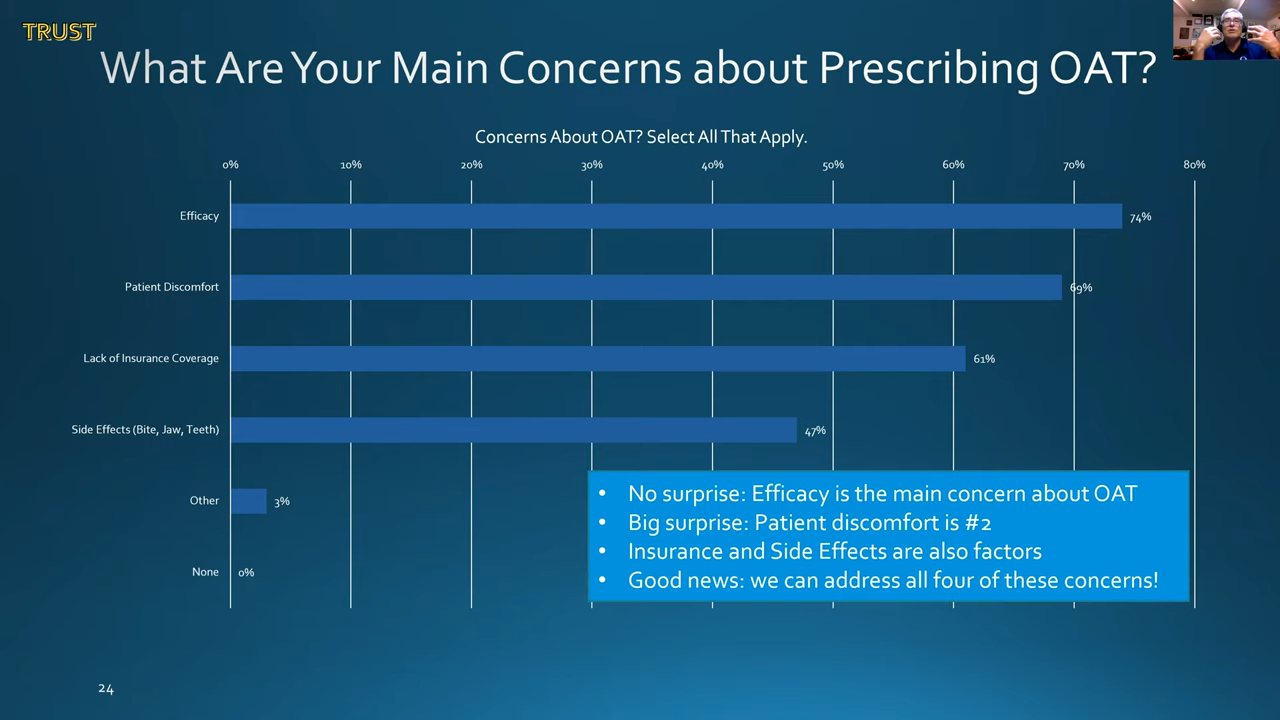 TRUST
What Are Your Main Concerns about Prescribing OAT?
Concerns About OAT? Select All That Apply.
0% 10% 20% 30% 40% 50% 60% 70% 80%
Efficacy 74%
Patient Discomfort 69%
Lack of Insurance Coverage 61%
Side Effects (Bite, Jaw, Teeth) 47%
Other 3%
None 0%
• No surprise: Efficacy is the main concern about OAT
• Big surprise: Patient discomfort is #2
• Insurance and Side Effects are also factors
• Good news: we can address all four of these concerns!
24